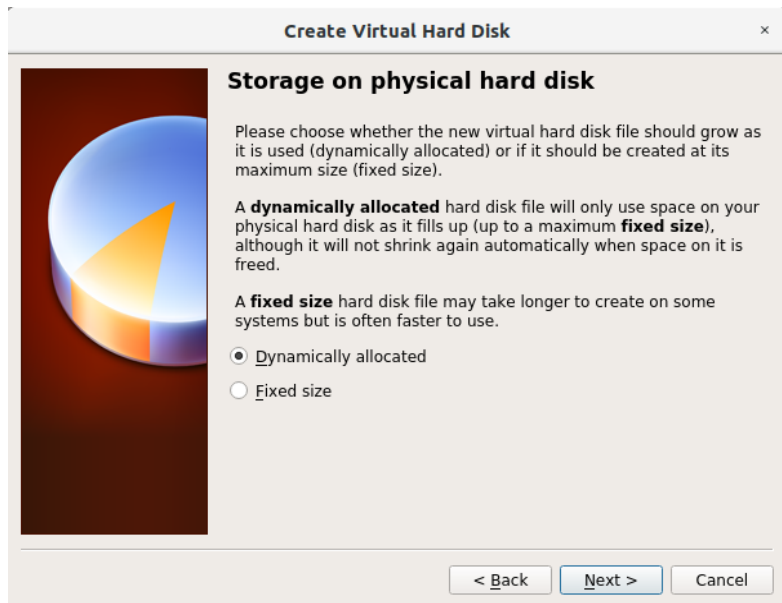 Create Virtual Hard Disk
×
Storage on physical hard disk
Please choose whether the new virtual hard disk file should grow as
it is used (dynamically allocated) or if it should be created at its
maximum size (fixed size).
A dynamically allocated hard disk file will only use space on your
physical hard disk as it fills up (up to a maximum fixed size),
although it will not shrink again automatically when space on it is
freed.
A fixed size hard disk file may take longer to create on some
systems but is often faster to use.
Dynamically allocated
Fixed size
< Back Next > Cancel